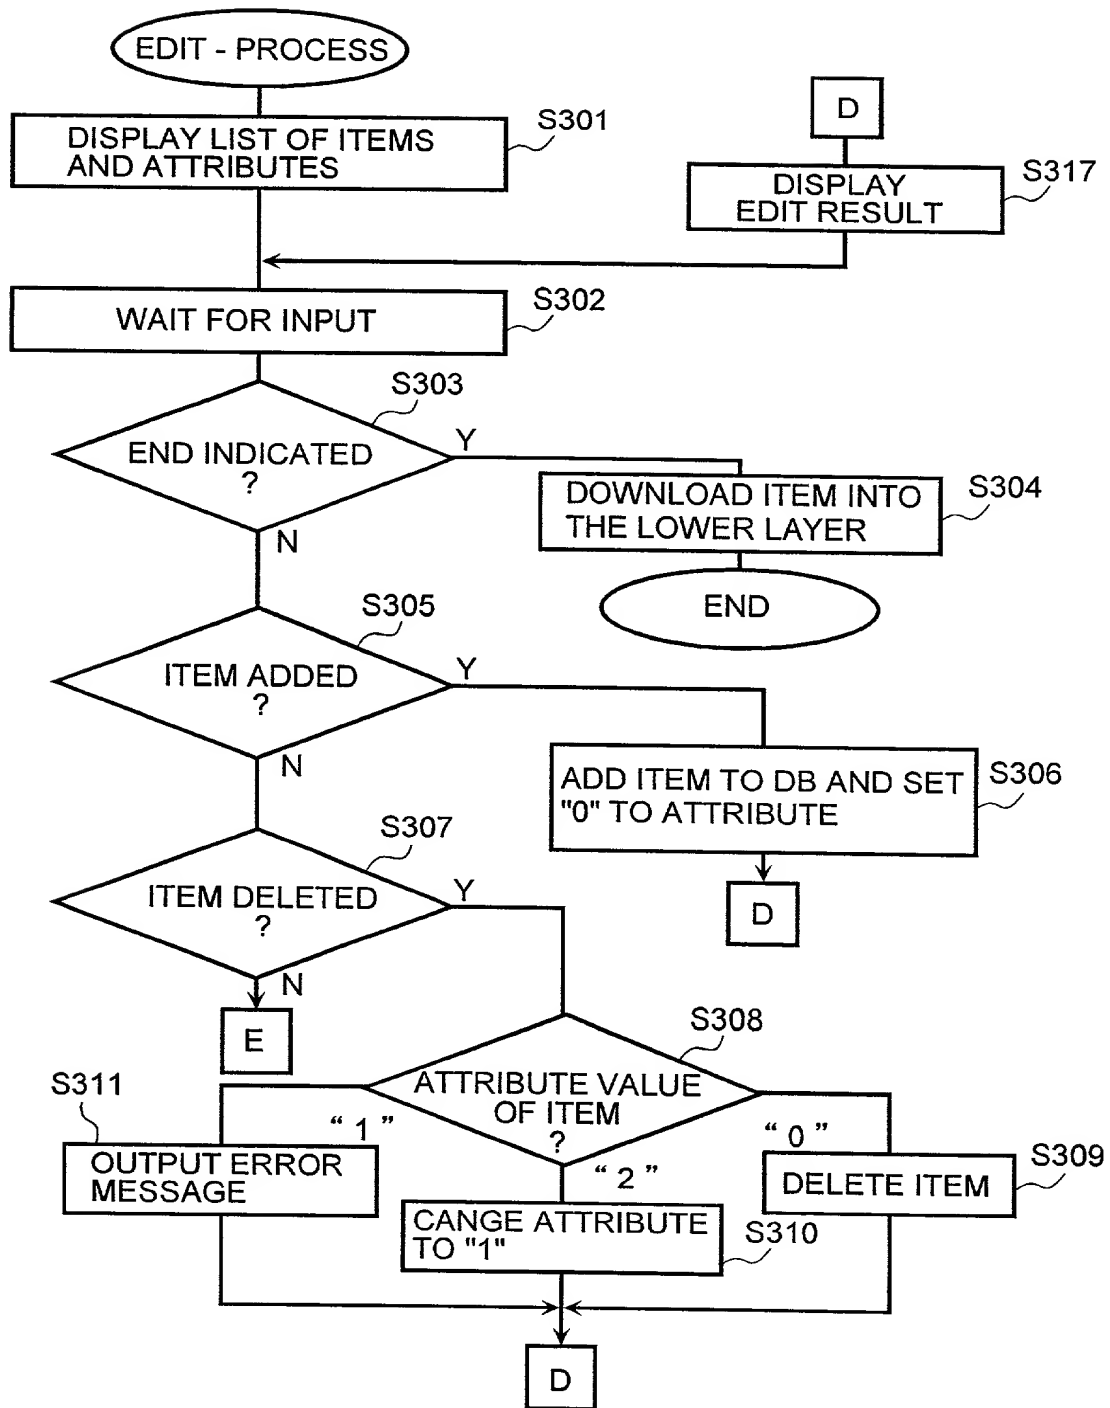 EDIT - PROCESS
DISPLAY LIST OF ITEMS
AND ATTRIBUTES
S301
D
DISPLAY
EDIT RESULT
S317
WAIT FOR INPUT
S302
END INDICATED
?
S303
Y
N
DOWNLOAD ITEM INTO
THE LOWER LAYER
S304
END
ITEM ADDED
?
S305
Y
N
ADD ITEM TO DB AND SET
"0" TO ATTRIBUTE
S306
D
ITEM DELETED
?
S307
Y
N
E
ATTRIBUTE VALUE
OF ITEM
?
S308
“ 1 ”
“ 2 ”
“ 0 ”
S311
OUTPUT ERROR
MESSAGE
CANGE ATTRIBUTE
TO "1"
S310
DELETE ITEM
S309
D